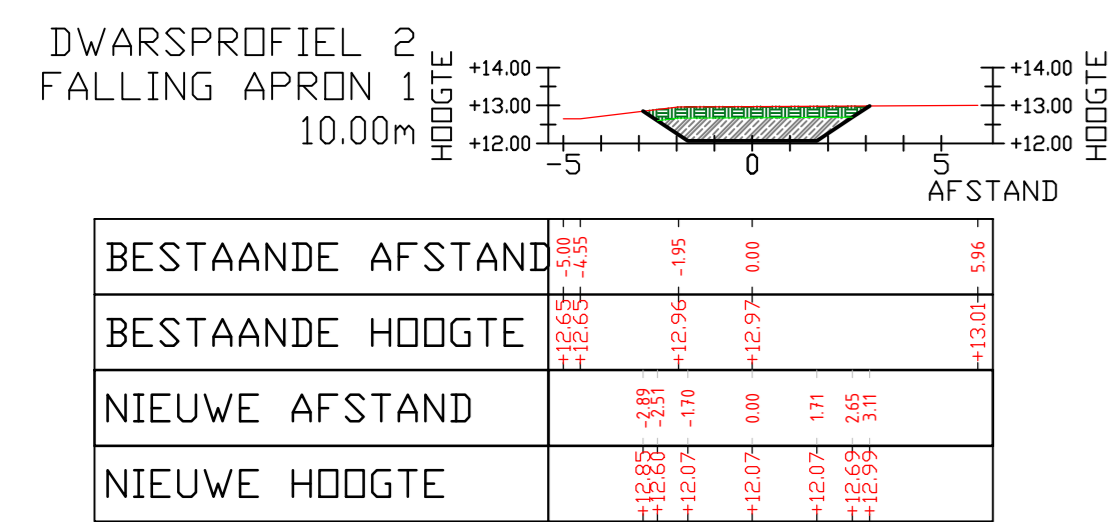 DWARSPROFIEL 2
FALLING APRON 1
10.00m
HOOGTE
+14.00
+13.00
+12.00
+14.00
+13.00
+12.00
HOOGTE
-5 0 5
AFSTAND
BESTAANDE AFSTAND -5.00 -4.55 -1.95 0.00 5.96
BESTAANDE HOOGTE +12.65 +12.65 +12.96 +12.97 +13.01
NIEUWE AFSTAND -2.89 -2.51 -1.70 0.00 1.71 2.65 3.11
NIEUWE HOOGTE +12.85 +12.60 +12.07 +12.07 +12.07 +12.69 +12.99